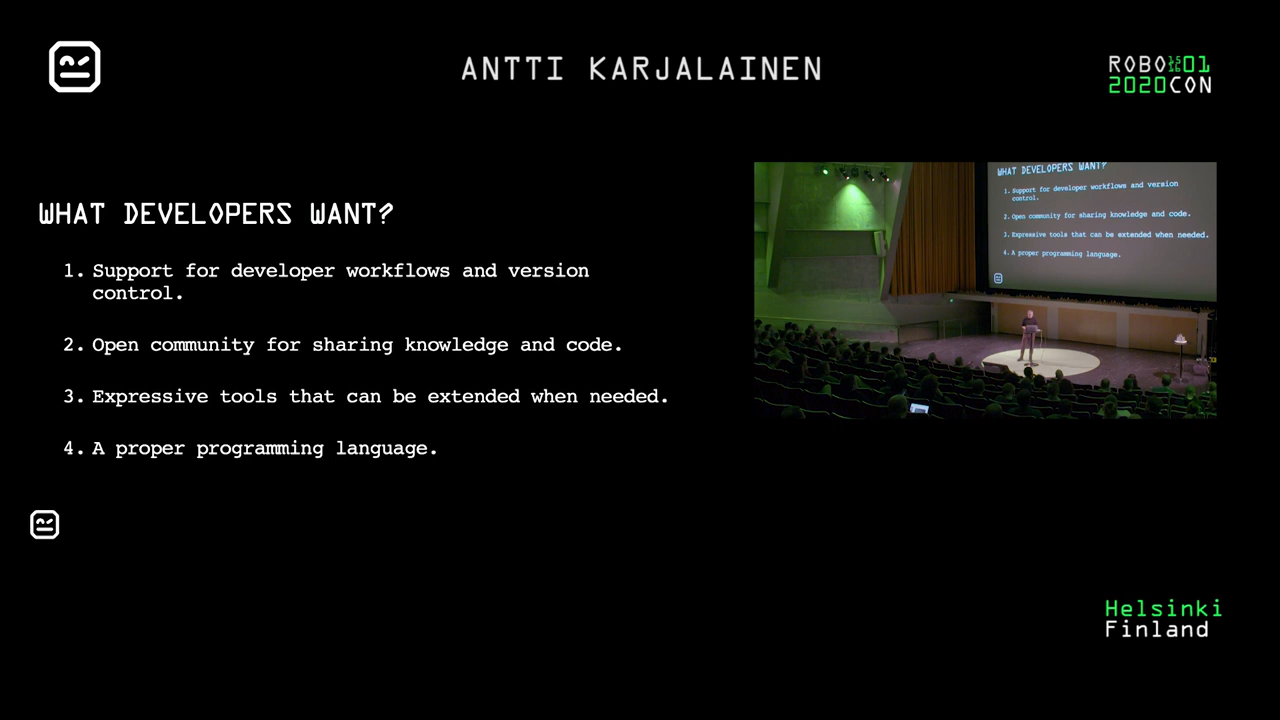 ANTTI KARJALAINEN
ROBO 01
2020CON
WHAT DEVELOPERS WANT?
1. Support for developer workflows and version
control.
2. Open community for sharing knowledge and code.
3. Expressive tools that can be extended when needed.
4. A proper programming language.
WHAT DEVELOPERS WANT?
1. Support for developer workflows and version
control.
2. Open community for sharing knowledge and code.
3. Expressive tools that can be extended when needed.
4. A proper programming language.
Helsinki
Finland